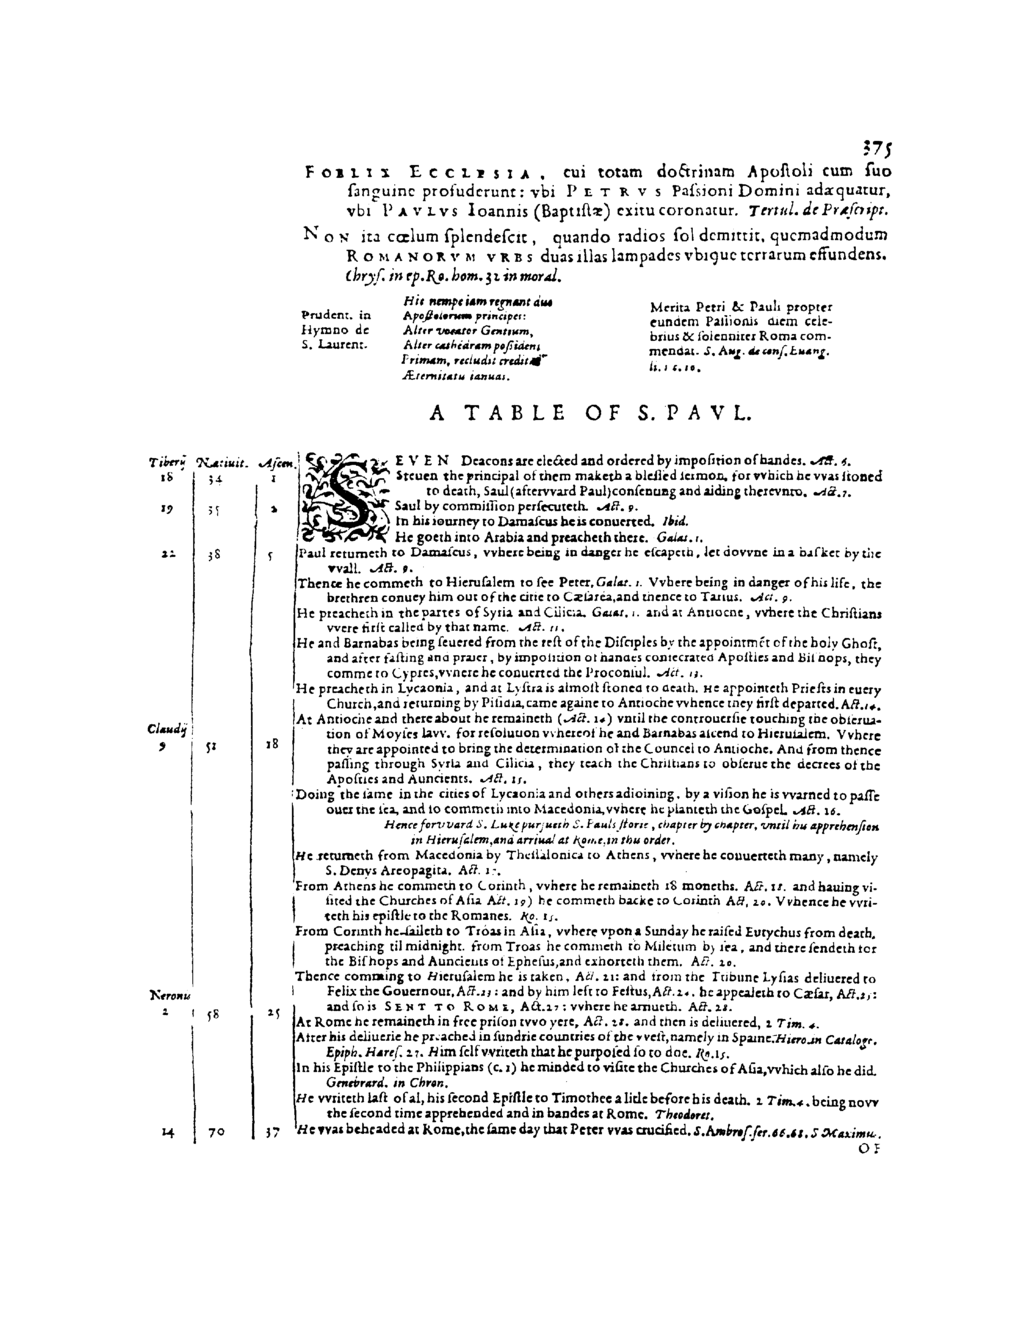 375
FOELIX ECCLESIA, cui totam doctrinam Apostoli cum suo
sanguine profuderunt: vbi PETRVS Passioni Domini adæquatur,
vbi PAVLVS Ioannis (Baptistæ) exitu coronatur. Tertul. de Præscript.
NON ita cœlum splendescit, quando radios sol demittit, quemadmodum
ROMANORVM VRBS duas illas lampades vbique terrarum effundens.
Chrys. in ep. Ro. hom. 32 in moral.
Prudent. in
Hymno de
S. Laurent.
Hic nempe iam regnant duo
Apostolorum principes:
Alter vocator Gentium,
Alter cathedram possidens
Primam, recludit creditas
Æternitatis ianuas.
Merita Petri & Pauli propter
eundem Passionis diem cele-
brius & solenniter Roma com-
mendat. S. Aug. de cons. Euang.
li. 1 c. 10.
A TABLE OF S. PAVL.
Tiberij Natiuit. Ascen.
SEVEN Deacons are elected and ordered by imposition of handes. Act. 6.
18 34 1 Steuen the principal of them maketh a blessed sermon, for vvhich he vvas stoned
to death, Saul (aftervvard Paul) consenting and aiding therevnto. Act. 7.
19 35 2 Saul by commission persecuteth. Act. 9.
In his iourney to Damascus he is conuerted. Ibid.
He goeth into Arabia and preacheth there. Galat. 1.
22 38 5 Paul returneth to Damascus, vvhere being in danger he escapeth, let dovvne in a basket by the
vvall. Act. 9.
Thence he commeth to Hierusalem to see Peter, Galat. 1. Vvhere being in danger of his life, the
brethren conuey him out of the citie to Cæsarea, and thence to Tarsus. Act. 9.
He preacheth in the partes of Syria and Cilicia. Galat. 1. and at Antioche, vvhere the Christians
vvere first called by that name. Act. 11.
He and Barnabas being seuered from the rest of the Disciples by the appointmẽt of the holy Ghost,
and after fasting and praier, by imposition of handes consecrated Apostles and Bishops, they
comme to Cypres, vvhere he conuerted the Proconsul. Act. 13.
He preacheth in Lycaonia, and at Lystra is almost stoned to death. He appointeth Priests in euery
Church, and returning by Pisidia, came againe to Antioche vvhence they first departed. Act. 14.
At Antioche and there about he remaineth (Act. 14) vntil the controuersie touching the obserua-
Claudij
tion of Moyses lavv. for resolution vvhereof he and Barnabas ascend to Hierusalem. Vvhere
9 51 18 they are appointed to bring the determination of the Councel to Antioche. And from thence
passing through Syria and Cilicia, they teach the Christians to obserue the decrees of the
Apostles and Auncients. Act. 15.
Doing the same in the cities of Lycaonia and others adioining, by a vision he is vvarned to passe
ouer the sea, and so commeth into Macedonia, vvhere he planteth the Gospel. Act. 16.
Hence forvvard S. Luke pursueth S. Pauls storie, chapter by chapter, vntil his apprehension
in Hierusalem, and arriual at Rome, in this order.
He returneth from Macedonia by Thessalonica to Athens, vvhere he conuerteth many, namely
S. Denys Areopagita. Act. 17.
From Athens he commeth to Corinth, vvhere he remaineth 18 moneths. Act. 18. and hauing vi-
sited the Churches of Asia Act. 19) he commeth backe to Corinth Act. 20. Vvhence he vvri-
teth his epistle to the Romanes. Ro. 15.
From Corinth he saileth to Troas in Asia, vvhere vpon a Sunday he raised Eutychus from death,
preaching til midnight. from Troas he commeth to Miletum by sea, and there sendeth for
the Bishops and Auncients of Ephesus, and exhorteth them. Act. 20.
Thence comming to Hierusalem he is taken, Act. 21: and from the Tribune Lysias deliuered to
Neronis
Felix the Gouernour, Act. 23: and by him left to Festus, Act. 24. he appealeth to Cæsar, Act. 25:
2 58 25 and so is SENT TO ROME, Act. 27: vvhere he arriueth. Act. 28.
At Rome he remaineth in free prison tvvo yere, Act. 28. and then is deliuered, 2 Tim. 4.
After his deliuerie he preached in sundrie countries of the vvest, namely in Spaine. Hiero. in Catalogo.
Epiph. Hæres. 27. Him self vvriteth that he purposed so to doe. Ro. 15.
In his Epistle to the Philippians (c. 1) he minded to visite the Churches of Asia, vvhich also he did.
Genebrard. in Chron.
He vvriteth last of al, his second Epistle to Timothee a litle before his death. 2 Tim. 4. being novv
the second time apprehended and in bandes at Rome. Theodoret.
14 70 37 He vvas beheaded at Rome, the same day that Peter vvas crucified. S. Ambros. ser. 66. 68. S Maximu.
OF